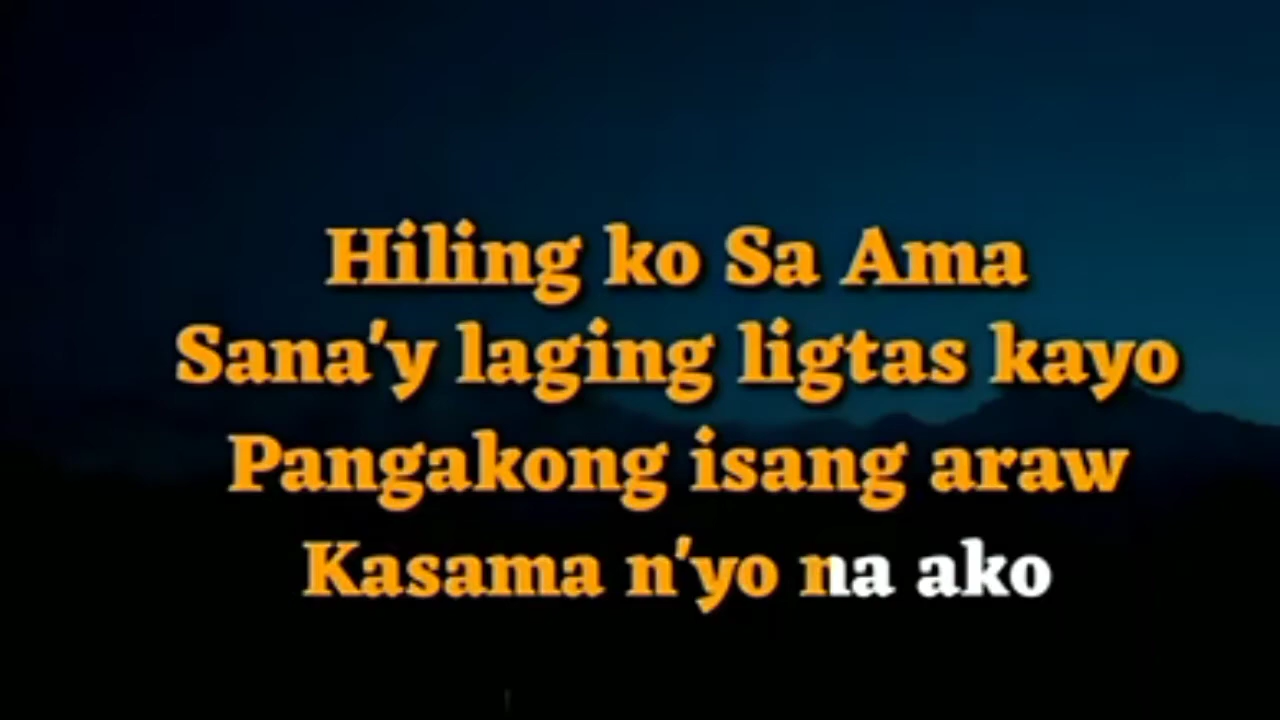 Hiling ko Sa Ama
Sana'y laging ligtas kayo
Pangakong isang araw
Kasama n'yo na ako